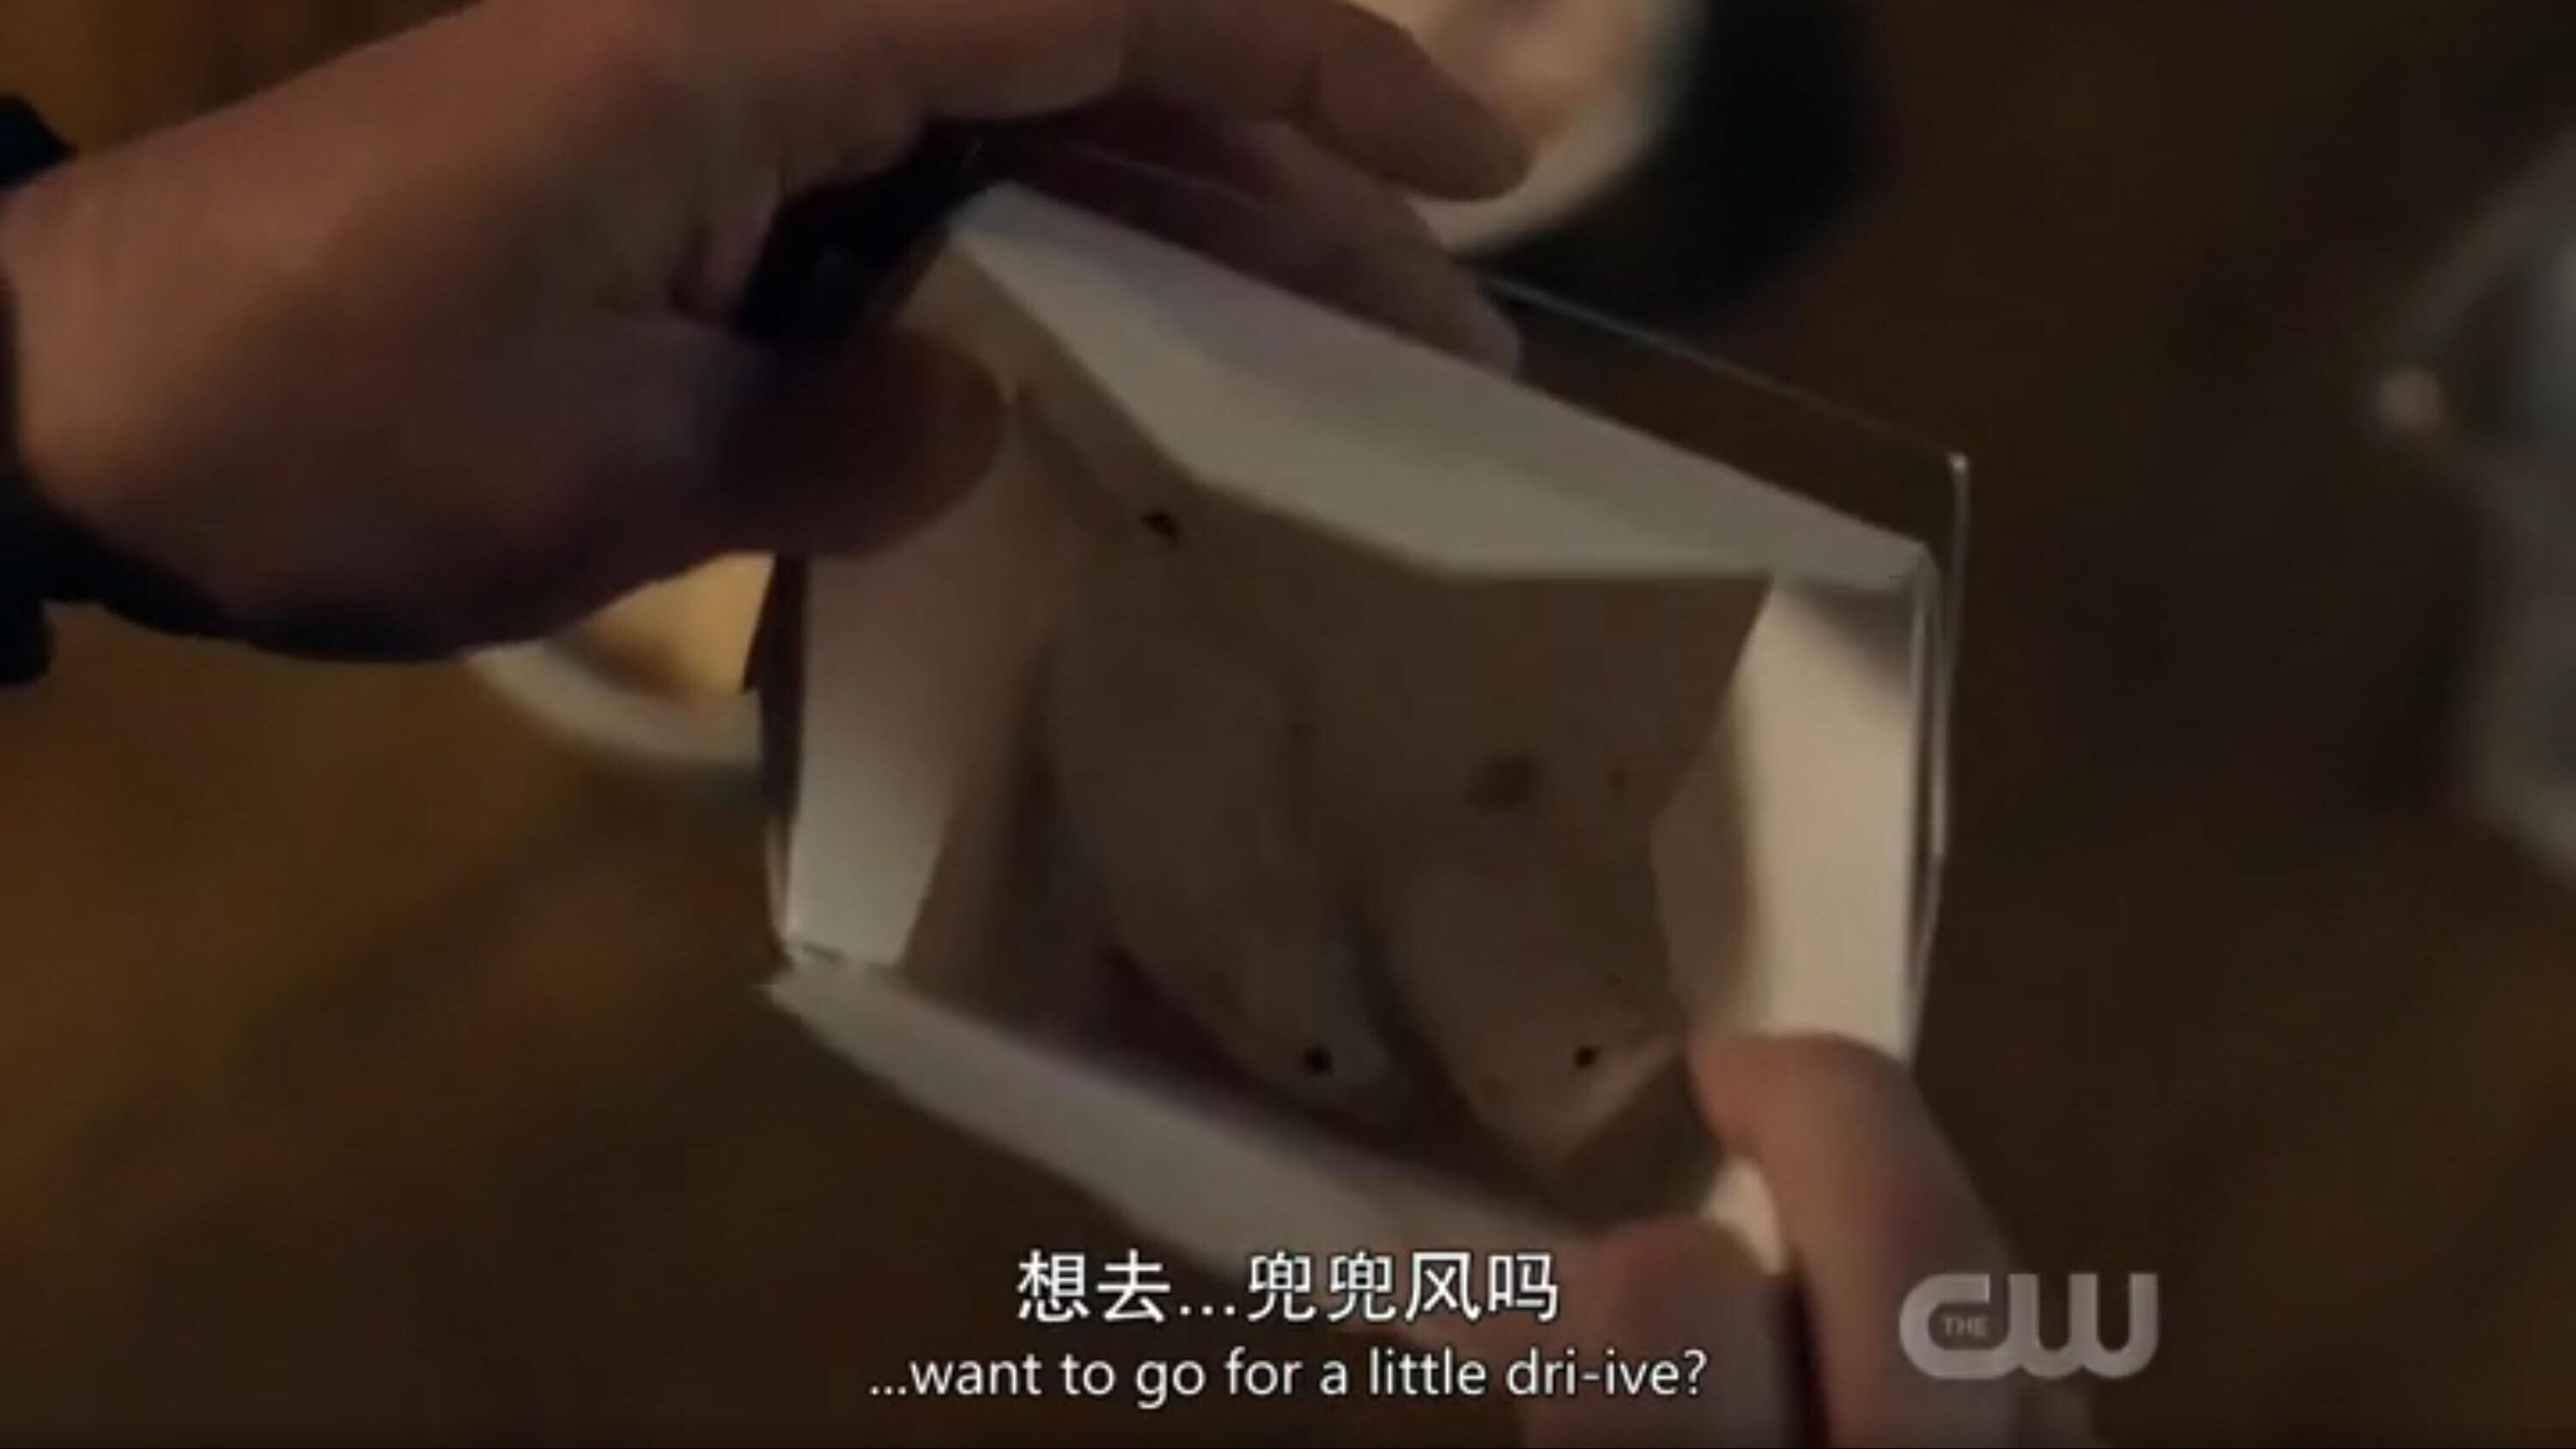 想去...兜兜风吗
...want to go for a little dri-ive?
THE CW